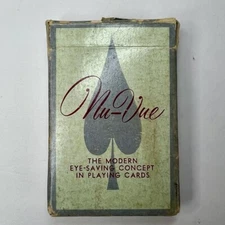 Nu-Vue
THE MODERN
EYE-SAVING CONCEPT
IN PLAYING CARDS